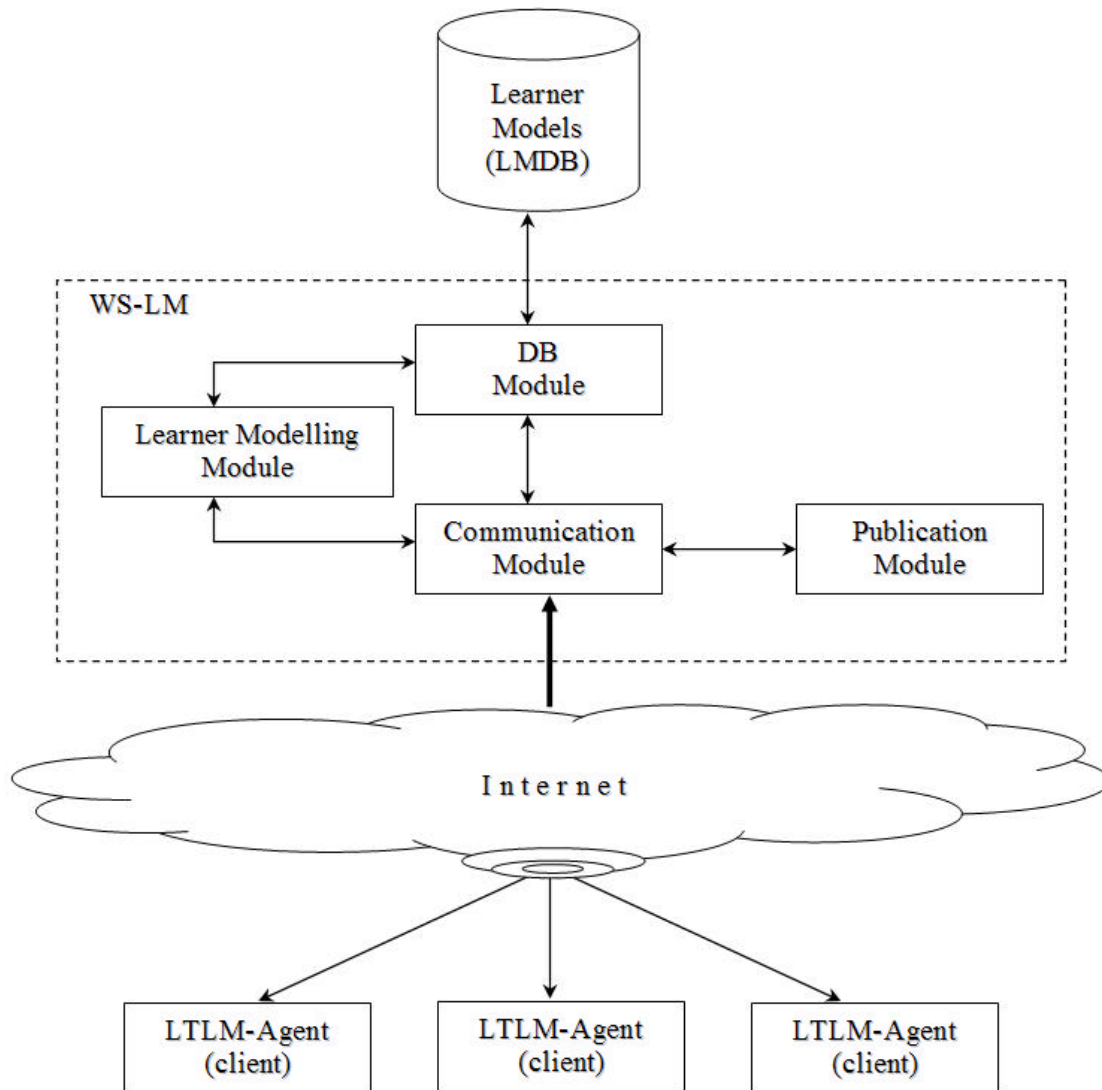 Learner
Models
(LMDB)
WS-LM
DB
Module
Learner Modelling
Module
Communication
Module
Publication
Module
Internet
LTLM-Agent
(client)
LTLM-Agent
(client)
LTLM-Agent
(client)